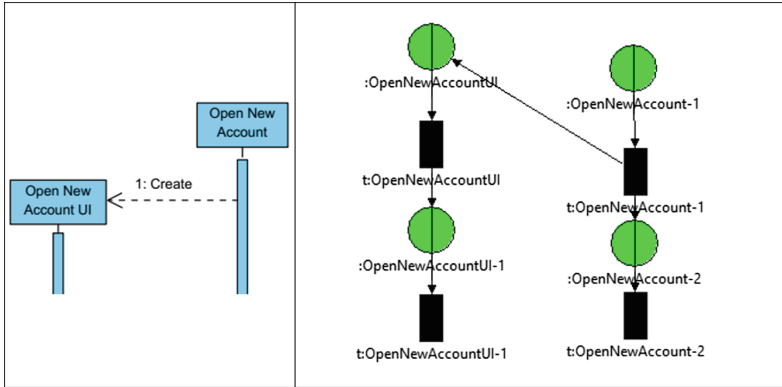 Open New
Account
1: Create
Open New
Account UI
:OpenNewAccountUI
:OpenNewAccount-1
t:OpenNewAccountUI
t:OpenNewAccount-1
:OpenNewAccountUI-1
:OpenNewAccount-2
t:OpenNewAccountUI-1
t:OpenNewAccount-2